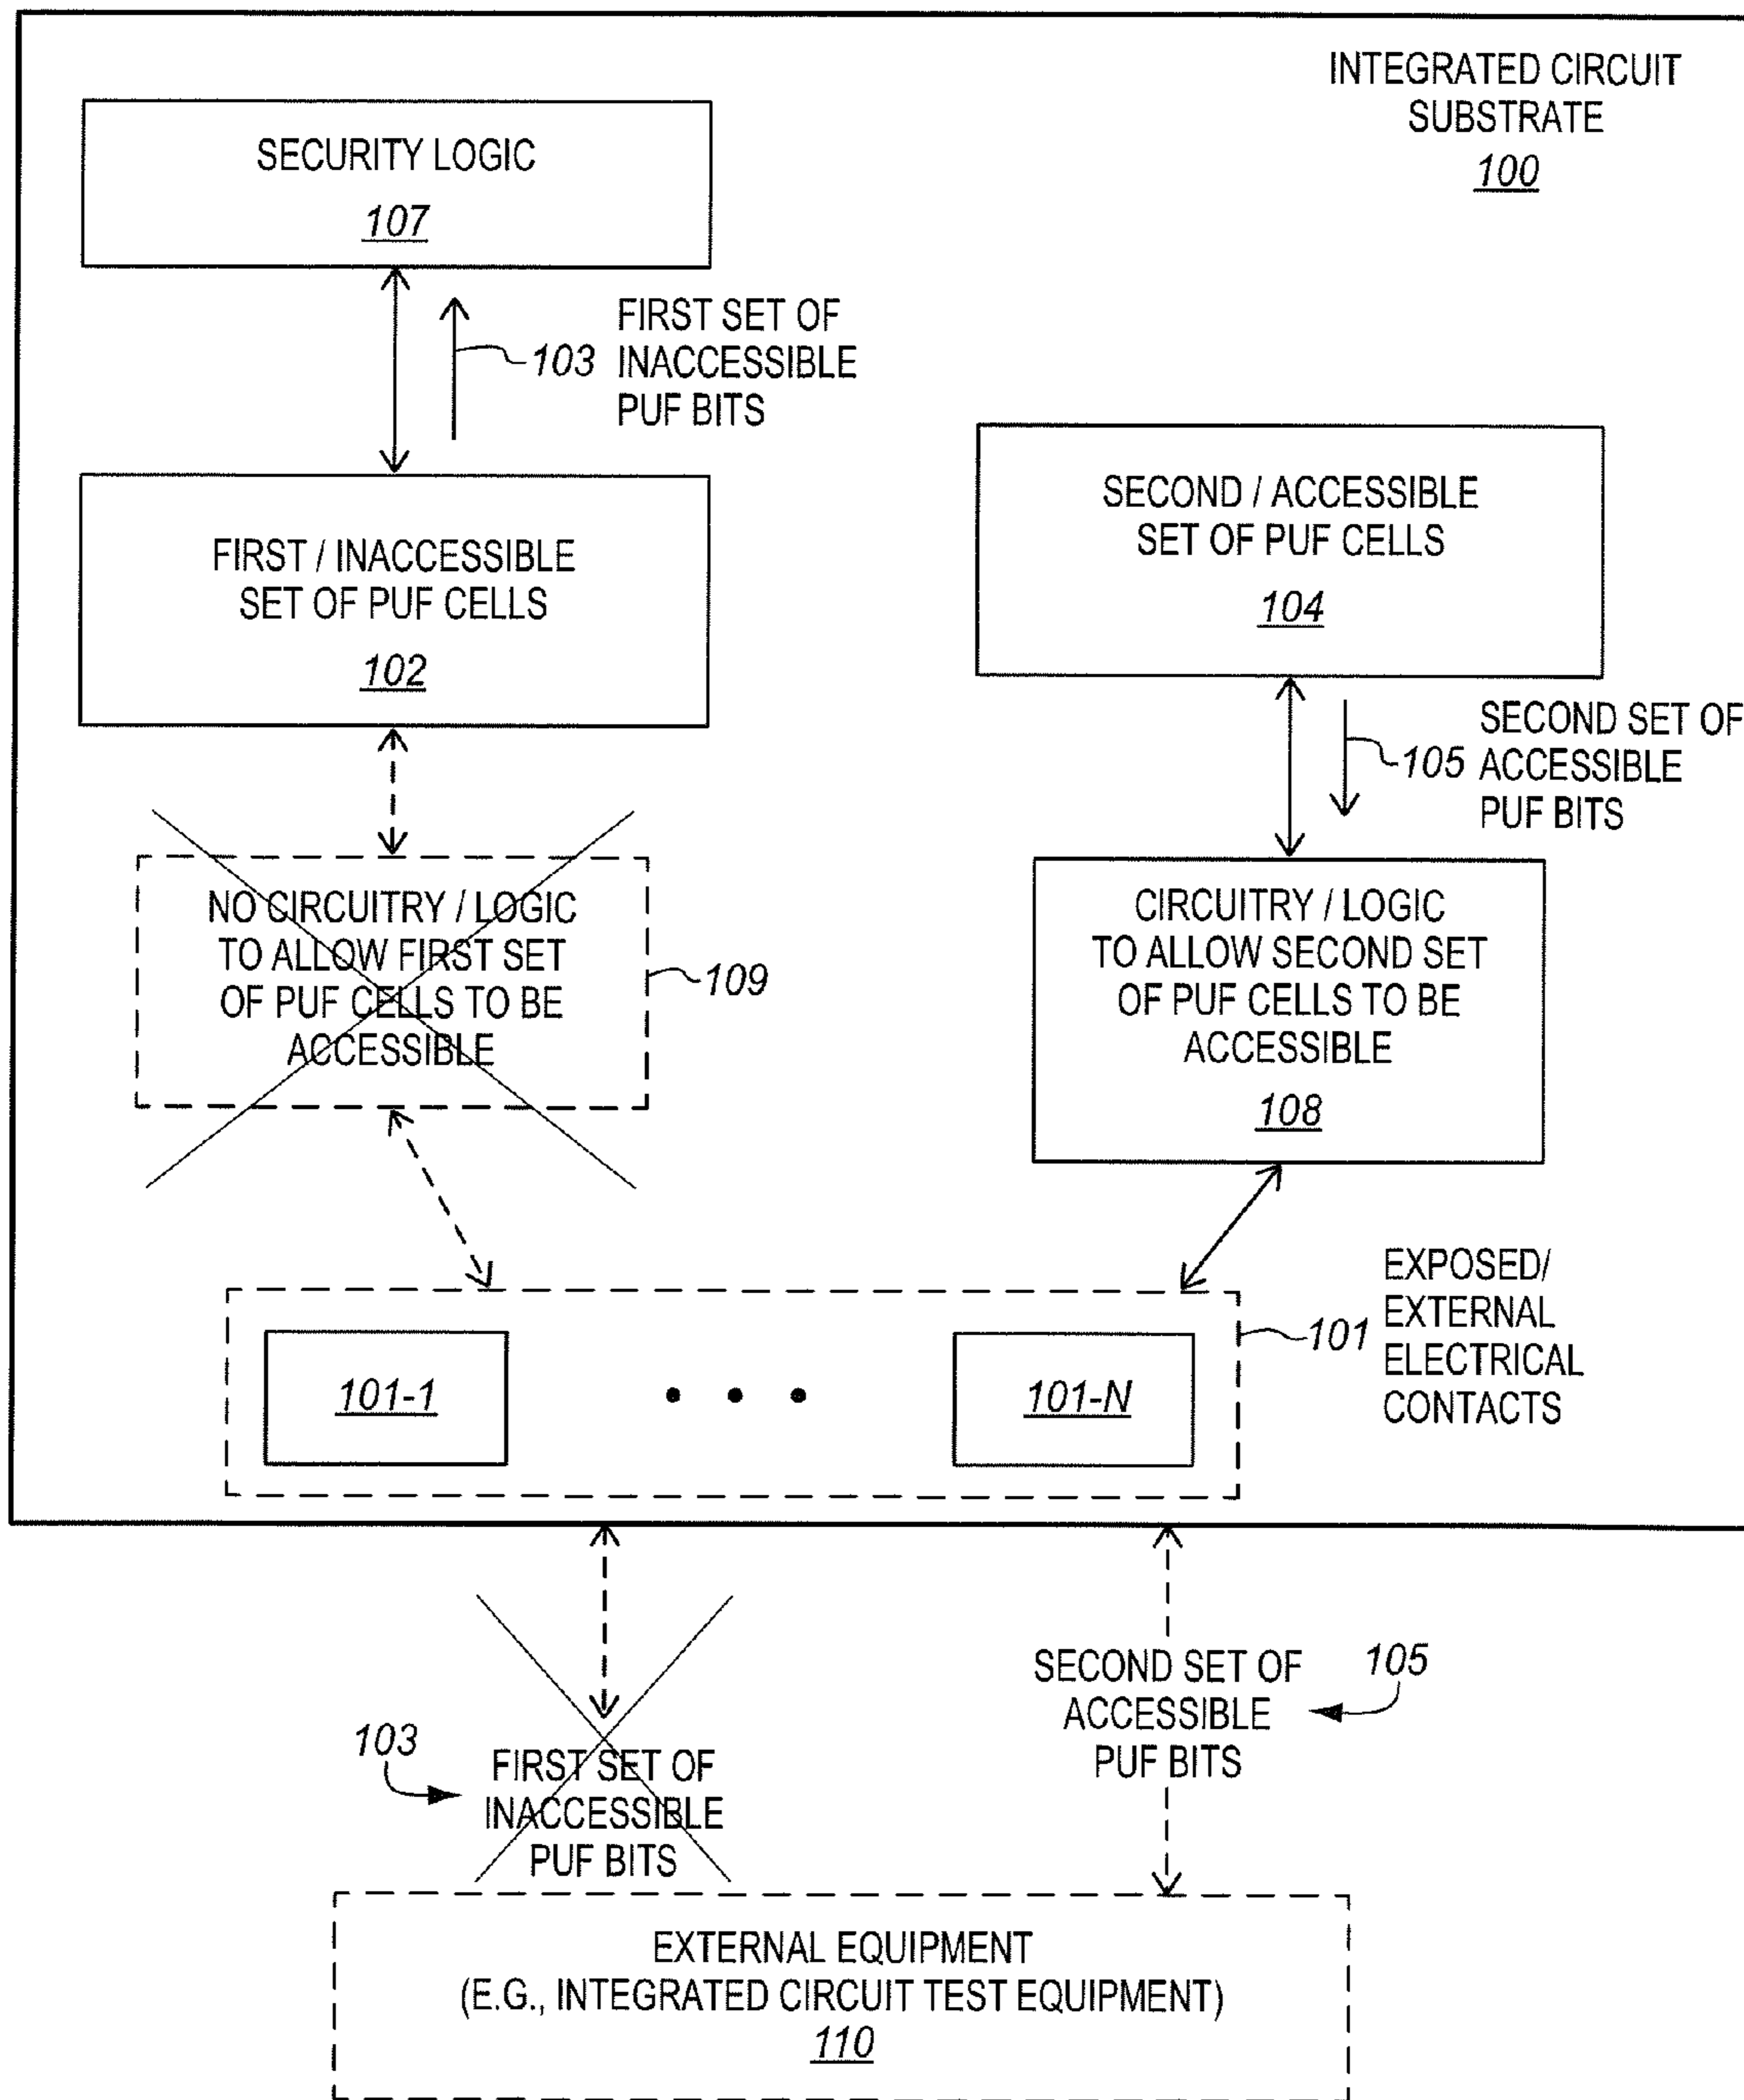 INTEGRATED CIRCUIT
SUBSTRATE
100
SECURITY LOGIC
107
103
FIRST SET OF
INACCESSIBLE
PUF BITS
FIRST / INACCESSIBLE
SET OF PUF CELLS
102
SECOND / ACCESSIBLE
SET OF PUF CELLS
104
105
SECOND SET OF
ACCESSIBLE
PUF BITS
NO CIRCUITRY / LOGIC
TO ALLOW FIRST SET
OF PUF CELLS TO BE
ACCESSIBLE
109
CIRCUITRY / LOGIC
TO ALLOW SECOND SET
OF PUF CELLS TO BE
ACCESSIBLE
108
101-1
101-N
101
EXPOSED/
EXTERNAL
ELECTRICAL
CONTACTS
103
FIRST SET OF
INACCESSIBLE
PUF BITS
SECOND SET OF
ACCESSIBLE
PUF BITS
105
EXTERNAL EQUIPMENT
(E.G., INTEGRATED CIRCUIT TEST EQUIPMENT)
110